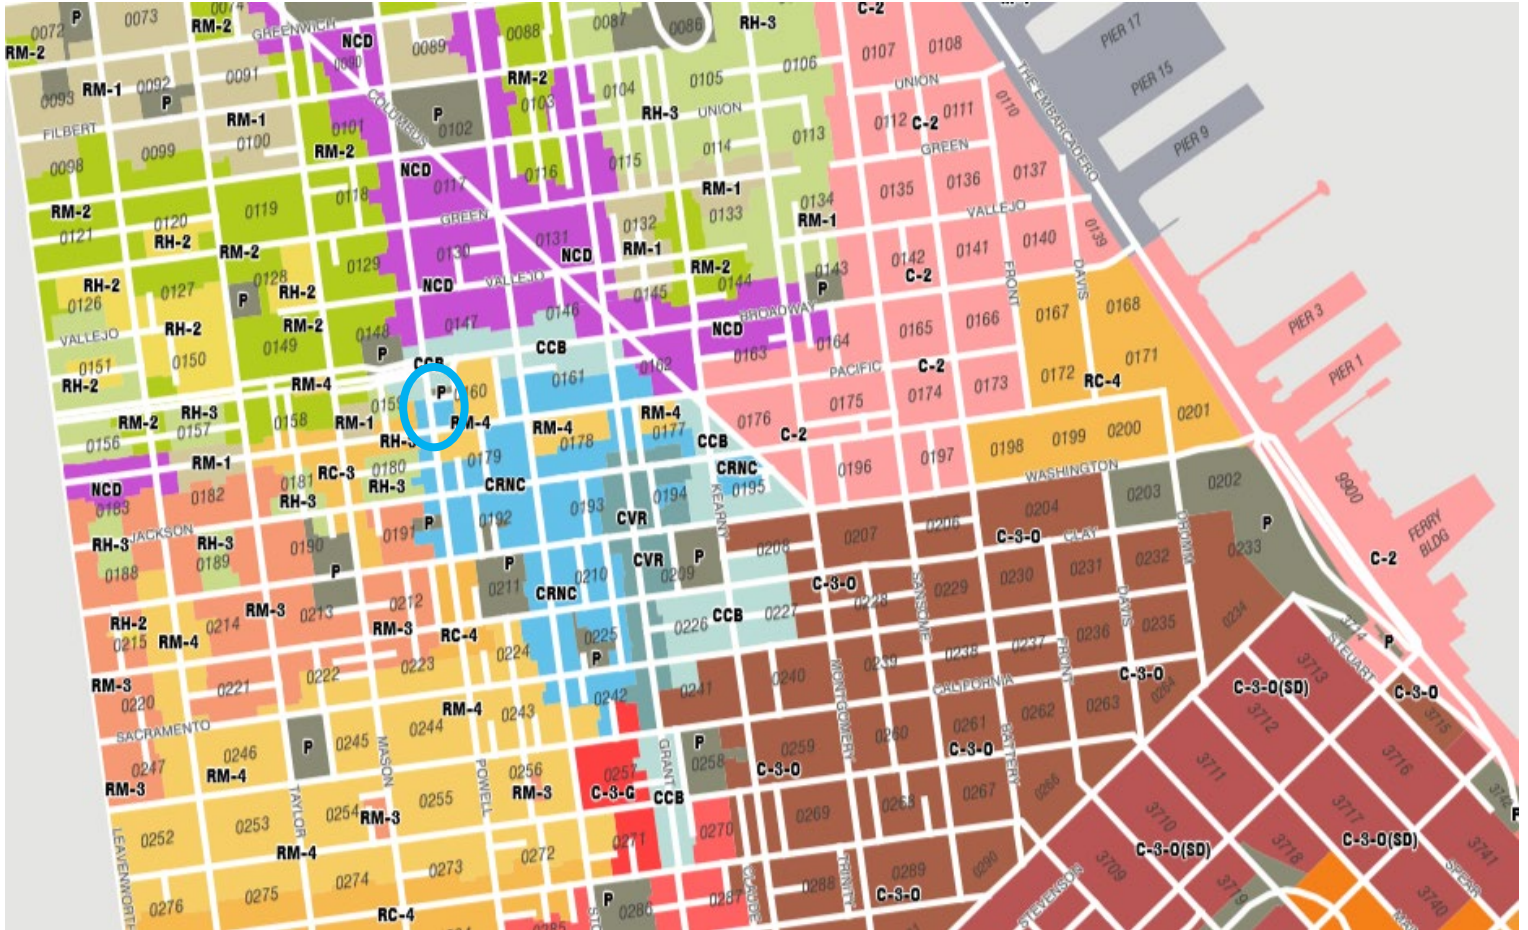 0072
P
0073
0074
RM-2
RM-2
GREENWICH
NCD
0089
0088
0087
0086
RH-3
C-2
0107
0108
PIER 17
PIER 15
PIER 9
THE EMBARCADERO
0093
RM-1
0092
P
0091
0090
COLUMBUS
P
0102
RM-2
0103
0104
0105
0106
UNION
UNION
RH-3
0112
C-2
0111
0110
FILBERT
RM-1
0100
0101
RM-2
0098
0099
NCD
0117
0116
0115
0114
0113
GREEN
RM-1
0135
0136
0137
RM-2
0121
0120
RH-2
0119
0118
GREEN
0130
0131
NCD
0132
RM-1
0133
0134
RM-1
VALLEJO
0142
C-2
0141
0140
0139
RM-2
0128
0129
RH-2
0126
0127
P
RH-2
NCD
VALLEJO
0146
0145
RM-2
0144
0143
P
FRONT
DAVIS
VALLEJO
RH-2
RM-2
0148
0147
BROADWAY
NCD
0163
0164
0165
0166
0167
0168
PIER 3
PIER 1
0151
RH-2
0150
0149
P
CCB
CCB
0162
PACIFIC
C-2
0171
0172
RC-4
RM-4
P
0160
0161
0159
RM-2
RH-3
0157
0156
0158
RM-1
RM-4
RH-3
RM-4
0178
RM-4
0177
0176
0175
0174
0173
C-2
CCB
0201
0200
0199
0198
NCD
0183
RM-1
0182
0181
RH-3
RC-3
0180
RH-3
0179
CRNC
CRNC
0195
0196
0197
WASHINGTON
0203
0202
9900
FERRY
BLDG
JACKSON
RH-3
0188
RH-3
0189
0190
P
0191
P
0192
0193
0194
CVR
KEARNY
0208
0207
0206
0204
C-3-O
CLAY
DRUMM
P
0233
C-2
0211
P
0210
CVR
0209
P
CRNC
C-3-O
0228
SANSOME
0229
0230
0231
0232
DAVIS
RH-2
0215
RM-4
0214
RM-3
0213
0212
RM-3
RC-4
0224
0225
P
0226
CCB
0227
0234
0235
0236
0237
0238
0239
MONTGOMERY
FRONT
STEUART
3714
P
RM-3
0220
0221
0222
0223
0242
0241
0240
CALIFORNIA
C-3-O
0264
3713
C-3-O(SD)
3712
C-3-O
3715
SACRAMENTO
RM-4
0247
0246
RM-4
P
0245
MASON
0244
0243
POWELL
GRANT
P
0258
0259
C-3-O
0260
0261
C-3-O
0262
0263
BATTERY
3711
3716
RM-3
TAYLOR
0254
RM-3
0255
0256
RM-3
0257
C-3-G
CCB
0266
0267
0268
0269
3710
3717
C-3-O(SD)
C-3-O(SD)
3742
P
LEAVENWORTH
0252
0253
RM-4
0271
0270
0272
0273
0274
0275
0276
RC-4
P
0286
0285
0287
CLAUDE
0288
TRINITY
0289
C-3-O
0290
STEVENSON
3709
3718
3719
3741
SPEAR
3740